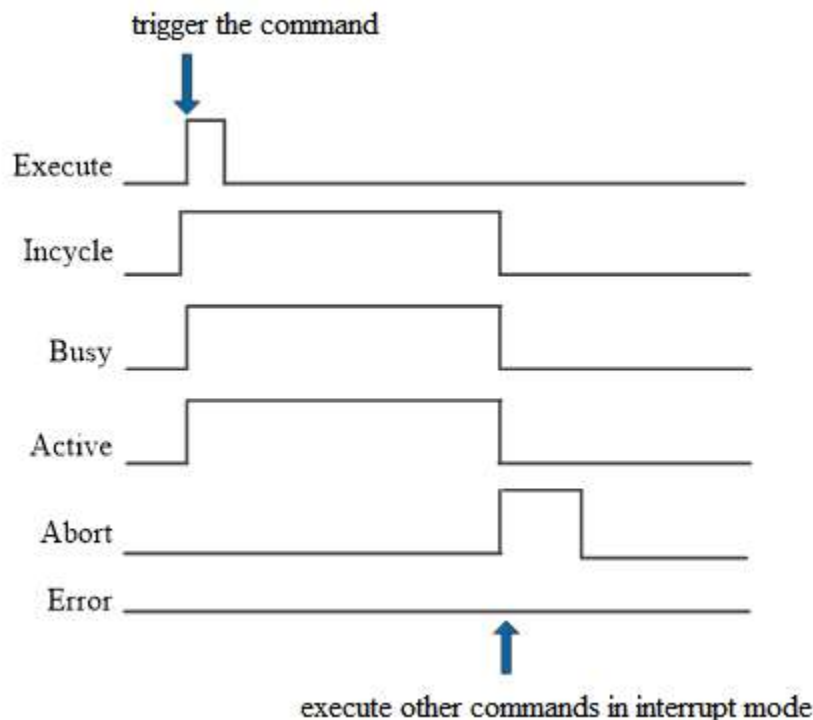 trigger the command
Execute
Incycle
Busy
Active
Abort
Error
execute other commands in interrupt mode